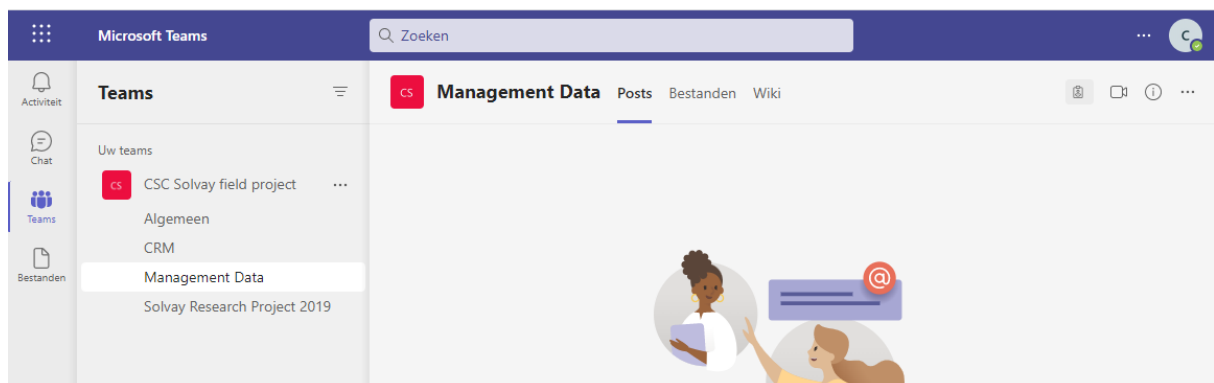 Microsoft Teams
Zoeken
C
Activiteit
Chat
Teams
Bestanden
Teams
Uw teams
CS CSC Solvay field project
Algemeen
CRM
Management Data
Solvay Research Project 2019
CS Management Data Posts Bestanden Wiki
@